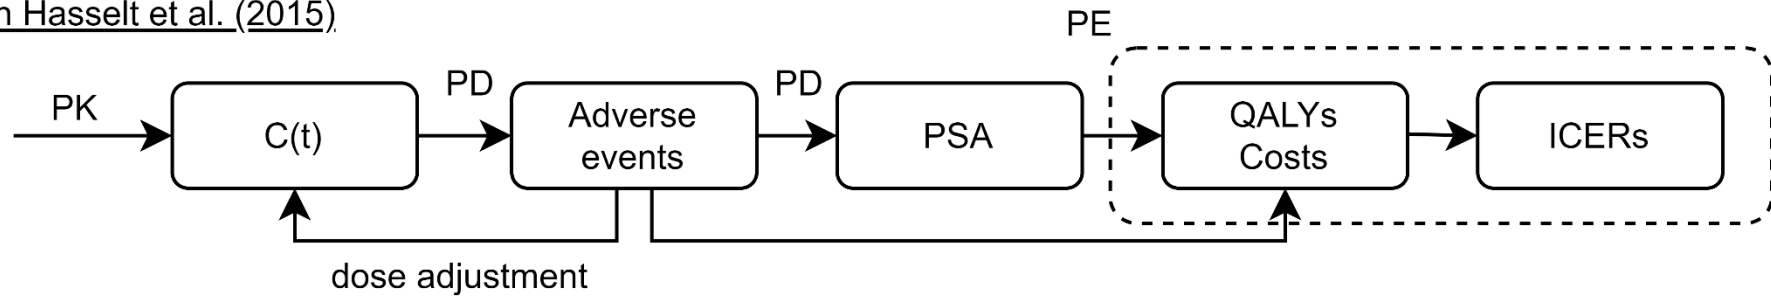 Hasselt et al. (2015)
PE
PK
C(t)
PD
Adverse
events
PD
PSA
QALYs
Costs
ICERs
dose adjustment